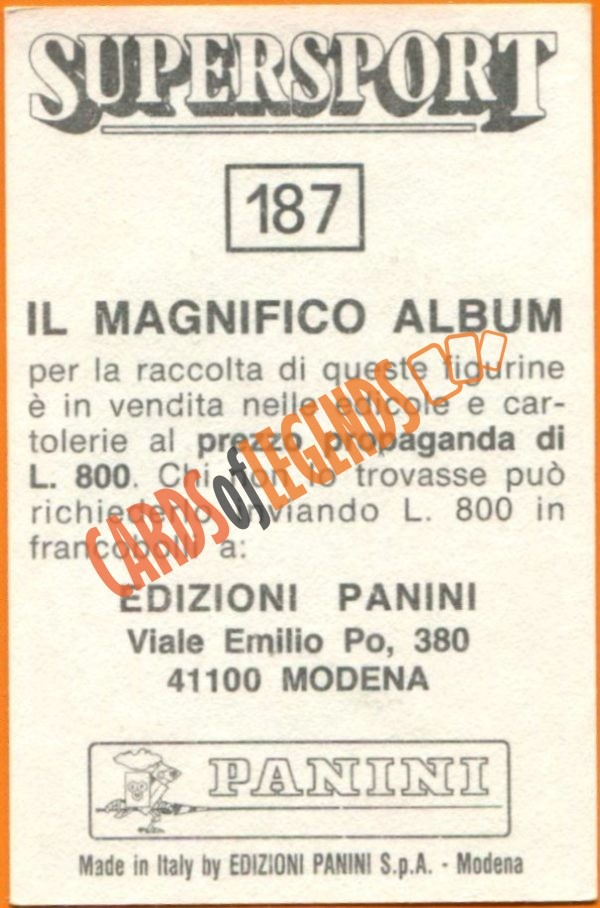 SUPERSPORT
187
IL MAGNIFICO ALBUM
per la raccolta di queste figurine
è in vendita nelle edicole e car-
tolerie al prezzo propaganda di
L. 800. Chi non lo trovasse può
richiederlo inviando L. 800 in
francobolli a:
CARDS of LEGENDS
EDIZIONI PANINI
Viale Emilio Po, 380
41100 MODENA
PANINI
Made in Italy by EDIZIONI PANINI S.p.A. - Modena